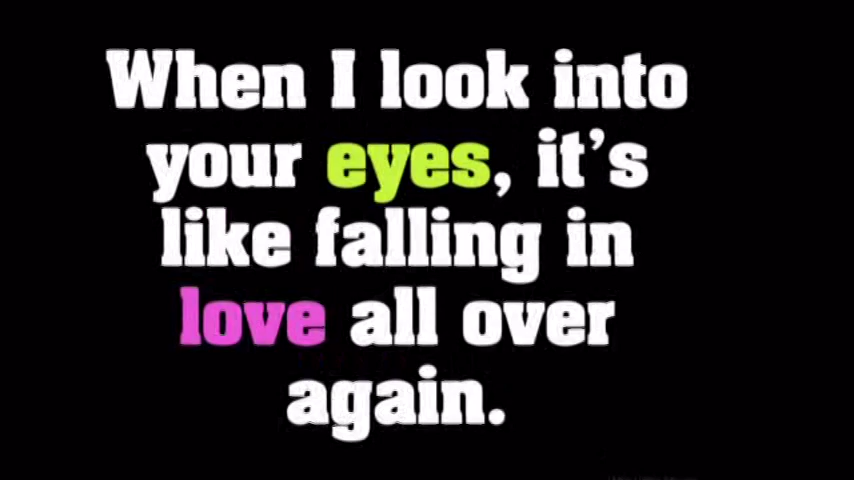 When I look into
your eyes, it's
like falling in
love all over
again.